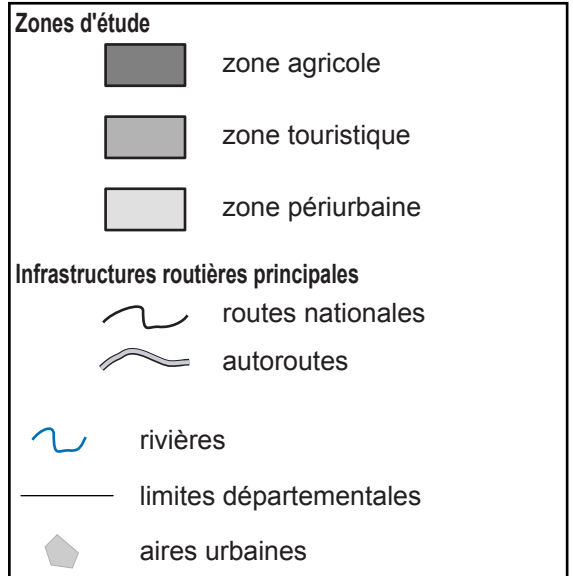 Zones d'étude
zone agricole
zone touristique
zone périurbaine
Infrastructures routières principales
routes nationales
autoroutes
rivières
limites départementales
aires urbaines